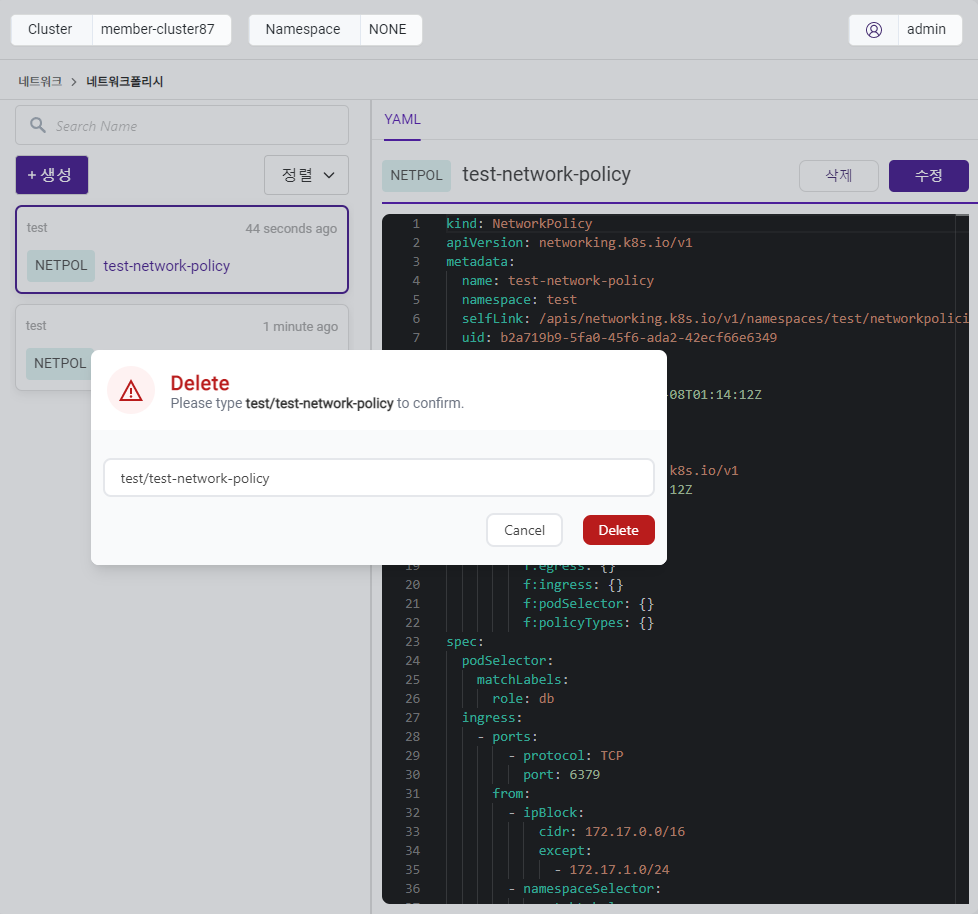 Cluster member-cluster87 Namespace NONE admin
네트워크 > 네트워크폴리시
Search Name
+ 생성 정렬
test 44 seconds ago
NETPOL test-network-policy
test 1 minute ago
NETPOL
YAML
NETPOL test-network-policy 삭제 수정
1 kind: NetworkPolicy
2 apiVersion: networking.k8s.io/v1
3 metadata:
4 name: test-network-policy
5 namespace: test
6 selfLink: /apis/networking.k8s.io/v1/namespaces/test/networkpolici
7 uid: b2a719b9-5fa0-45f6-ada2-42ecf66e6349
-08T01:14:12Z
k8s.io/v1
12Z
Delete
Please type test/test-network-policy to confirm.
test/test-network-policy
Cancel Delete
19 f:egress: {}
20 f:ingress: {}
21 f:podSelector: {}
22 f:policyTypes: {}
23 spec:
24 podSelector:
25 matchLabels:
26 role: db
27 ingress:
28 - ports:
29 - protocol: TCP
30 port: 6379
31 from:
32 - ipBlock:
33 cidr: 172.17.0.0/16
34 except:
35 - 172.17.1.0/24
36 - namespaceSelector: